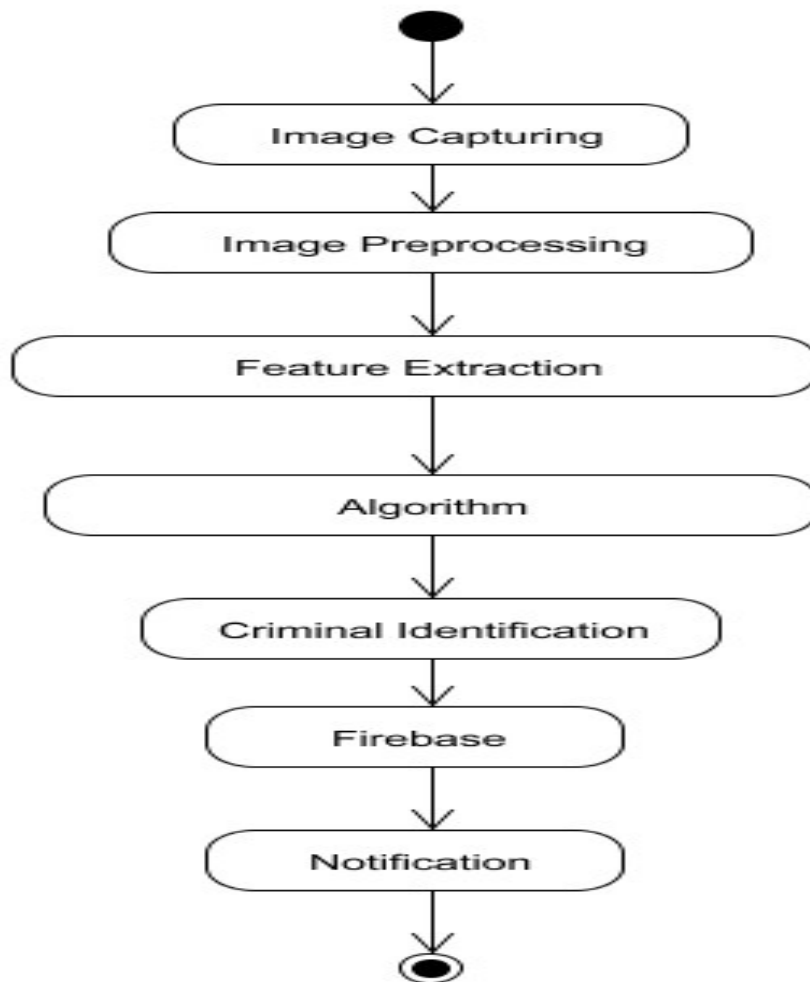 Image Capturing
Image Preprocessing
Feature Extraction
Algorithm
Criminal Identification
Firebase
Notification